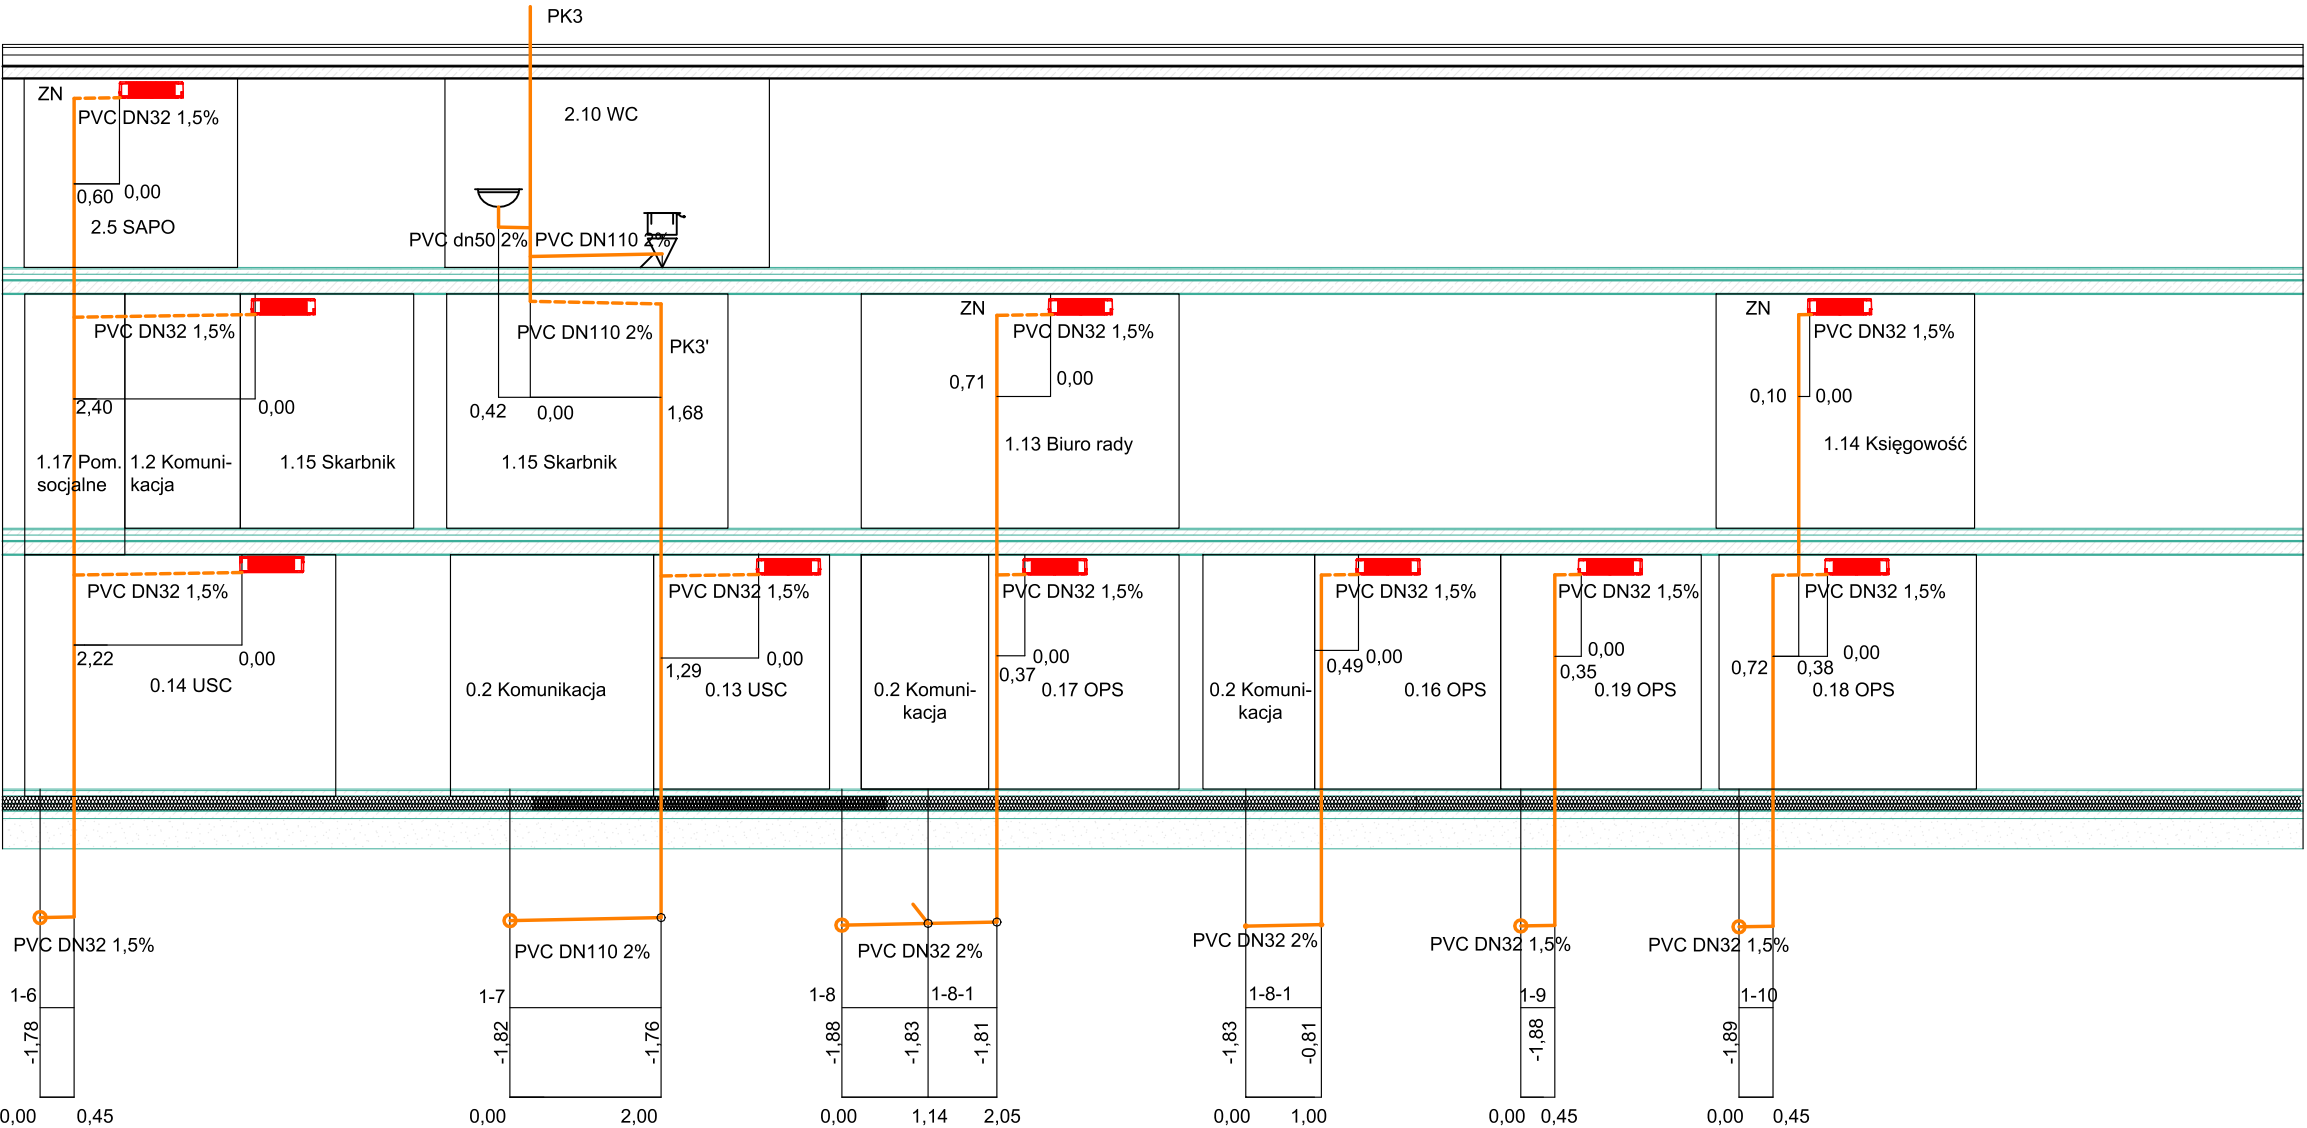 PK3
ZN
PVC DN32 1,5%
0,60
0,00
2.5 SAPO
2.10 WC
PVC dn50 2%
PVC DN110 2%
PVC DN32 1,5%
2,40
0,00
1.17 Pom.
socjalne
1.2 Komuni-
kacja
1.15 Skarbnik
PVC DN110 2%
PK3'
0,42
0,00
1,68
1.15 Skarbnik
ZN
PVC DN32 1,5%
0,71
0,00
1.13 Biuro rady
ZN
PVC DN32 1,5%
0,10
0,00
1.14 Księgowość
PVC DN32 1,5%
2,22
0,00
0.14 USC
0.2 Komunikacja
PVC DN32 1,5%
1,29
0,00
0.13 USC
0.2 Komuni-
kacja
PVC DN32 1,5%
0,37
0,00
0.17 OPS
0.2 Komuni-
kacja
PVC DN32 1,5%
0,49
0,00
0.16 OPS
PVC DN32 1,5%
0,35
0,00
0.19 OPS
PVC DN32 1,5%
0,72
0,38
0,00
0.18 OPS
PVC DN32 1,5%
1-6
-1,78
0,00
0,45
PVC DN110 2%
1-7
-1,82
-1,76
0,00
2,00
PVC DN32 2%
1-8
1-8-1
-1,88
-1,83
-1,81
0,00
1,14
2,05
PVC DN32 2%
1-8-1
-1,83
-0,81
0,00
1,00
PVC DN32 1,5%
1-9
-1,88
0,00
0,45
PVC DN32 1,5%
1-10
-1,89
0,00
0,45